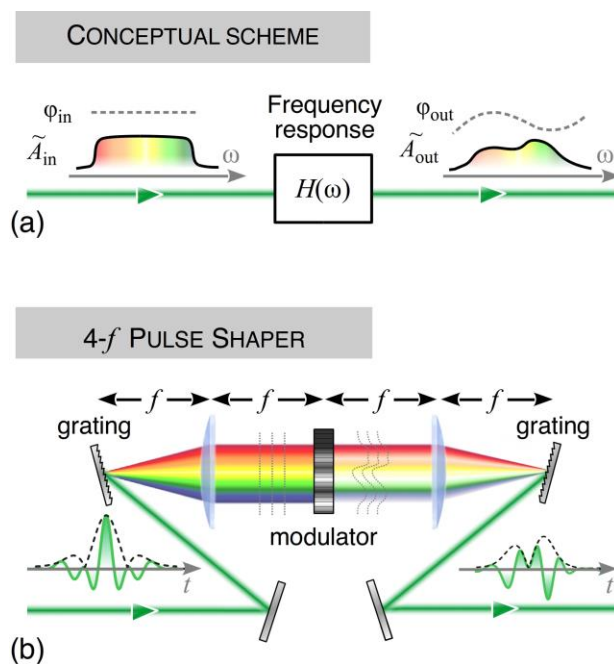 CONCEPTUAL SCHEME
φin
Ãin
ω
Frequency
response
H(ω)
φout
Ãout
ω
(a)
4-f PULSE SHAPER
f f f f
grating
grating
modulator
t
t
(b)